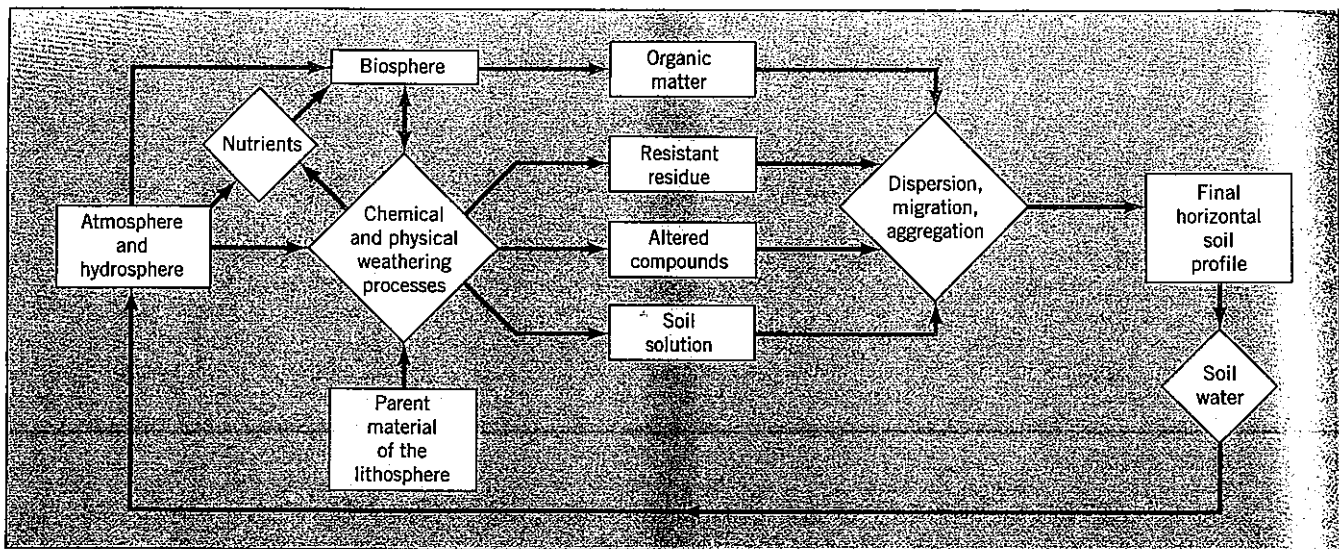 Biosphere
Organic
matter
Nutrients
Resistant
residue
Atmosphere
and
hydrosphere
Chemical
and physical
weathering
processes
Altered
compounds
Dispersion,
migration,
aggregation
Final
horizontal
soil
profile
Soil
solution
Parent
material
of the
lithosphere
Soil
water